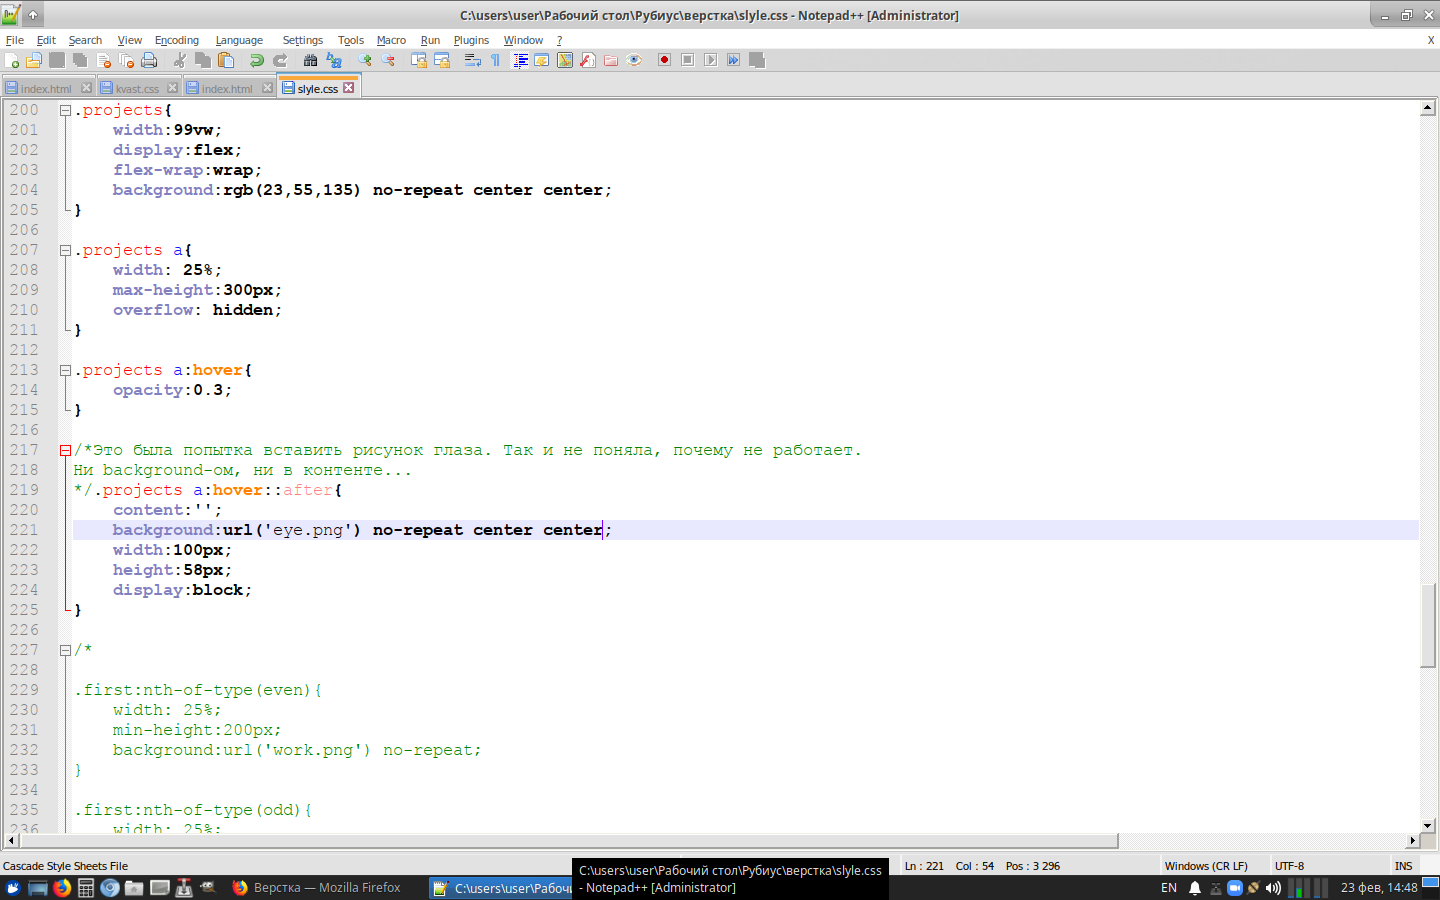 C:\users\user\Рабочий стол\Рубиус\верстка\slyle.css - Notepad++ [Administrator]
File Edit Search View Encoding Language Settings Tools Macro Run Plugins Window ? X
index.html kvast.css index.html slyle.css
200 .projects{
201 width:99vw;
202 display:flex;
203 flex-wrap:wrap;
204 background:rgb(23,55,135) no-repeat center center;
205 }
206
207 .projects a{
208 width: 25%;
209 max-height:300px;
210 overflow: hidden;
211 }
212
213 .projects a:hover{
214 opacity:0.3;
215 }
216
217 /*Это была попытка вставить рисунок глаза. Так и не поняла, почему не работает.
218 Ни background-ом, ни в контенте...
219 */.projects a:hover::after{
220 content:'';
221 background:url('eye.png') no-repeat center center;
222 width:100px;
223 height:58px;
224 display:block;
225 }
226
227 /*
228
229 .first:nth-of-type(even){
230 width: 25%;
231 min-height:200px;
232 background:url('work.png') no-repeat;
233 }
234
235 .first:nth-of-type(odd){
236 width: 25%;
Cascade Style Sheets File Ln : 221 Col : 54 Pos : 3 296 Windows (CR LF) UTF-8 INS
C:\users\user\Рабочий стол\Рубиус\верстка\slyle.css
- Notepad++ [Administrator]
Верстка — Mozilla Firefox C:\users\user\Рабочи EN 23 фев, 14:48